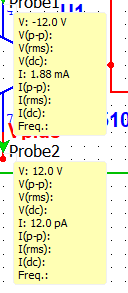 Probe1
V: -12.0 V
V(p-p):
V(rms):
V(dc):
I: 1.88 mA
I(p-p):
I(rms):
I(dc):
Freq.:
Probe2
V: 12.0 V
V(p-p):
V(rms):
V(dc):
I: 12.0 pA
I(p-p):
I(rms):
I(dc):
Freq.: